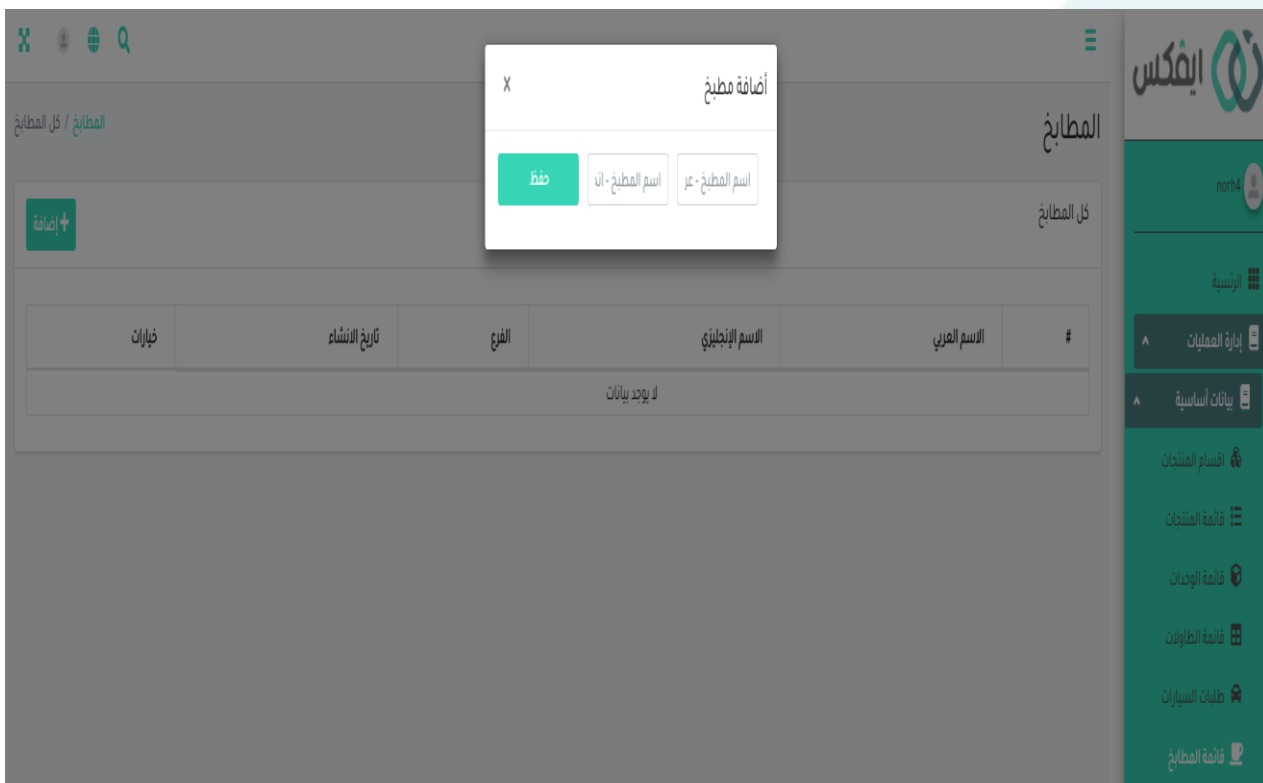 ايفكس
norh4
الرئيسية
إدارة العمليات
بيانات أساسية
اقسام المنتجات
قائمة المنتجات
قائمة الوحدات
قائمة الطاولات
طلبات السيارات
قائمة المطابخ
المطابخ
المطابخ / كل المطابخ
كل المطابخ
إضافة
أضافة مطبخ
X
اسم المطبخ - عر
اسم المطبخ - ان
حفظ
# الاسم العربي الاسم الإنجليزي الفرع تاريخ الانشاء خيارات
لا يوجد بيانات